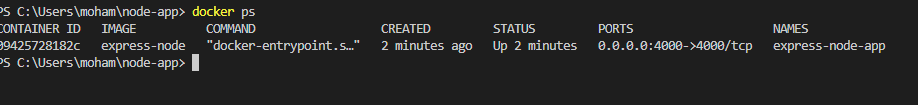 PS C:\Users\moham\node-app> docker ps
CONTAINER ID   IMAGE          COMMAND                  CREATED         STATUS         PORTS                    NAMES
09425728182c   express-node   "docker-entrypoint.s…"   2 minutes ago   Up 2 minutes   0.0.0.0:4000->4000/tcp   express-node-app
PS C:\Users\moham\node-app>